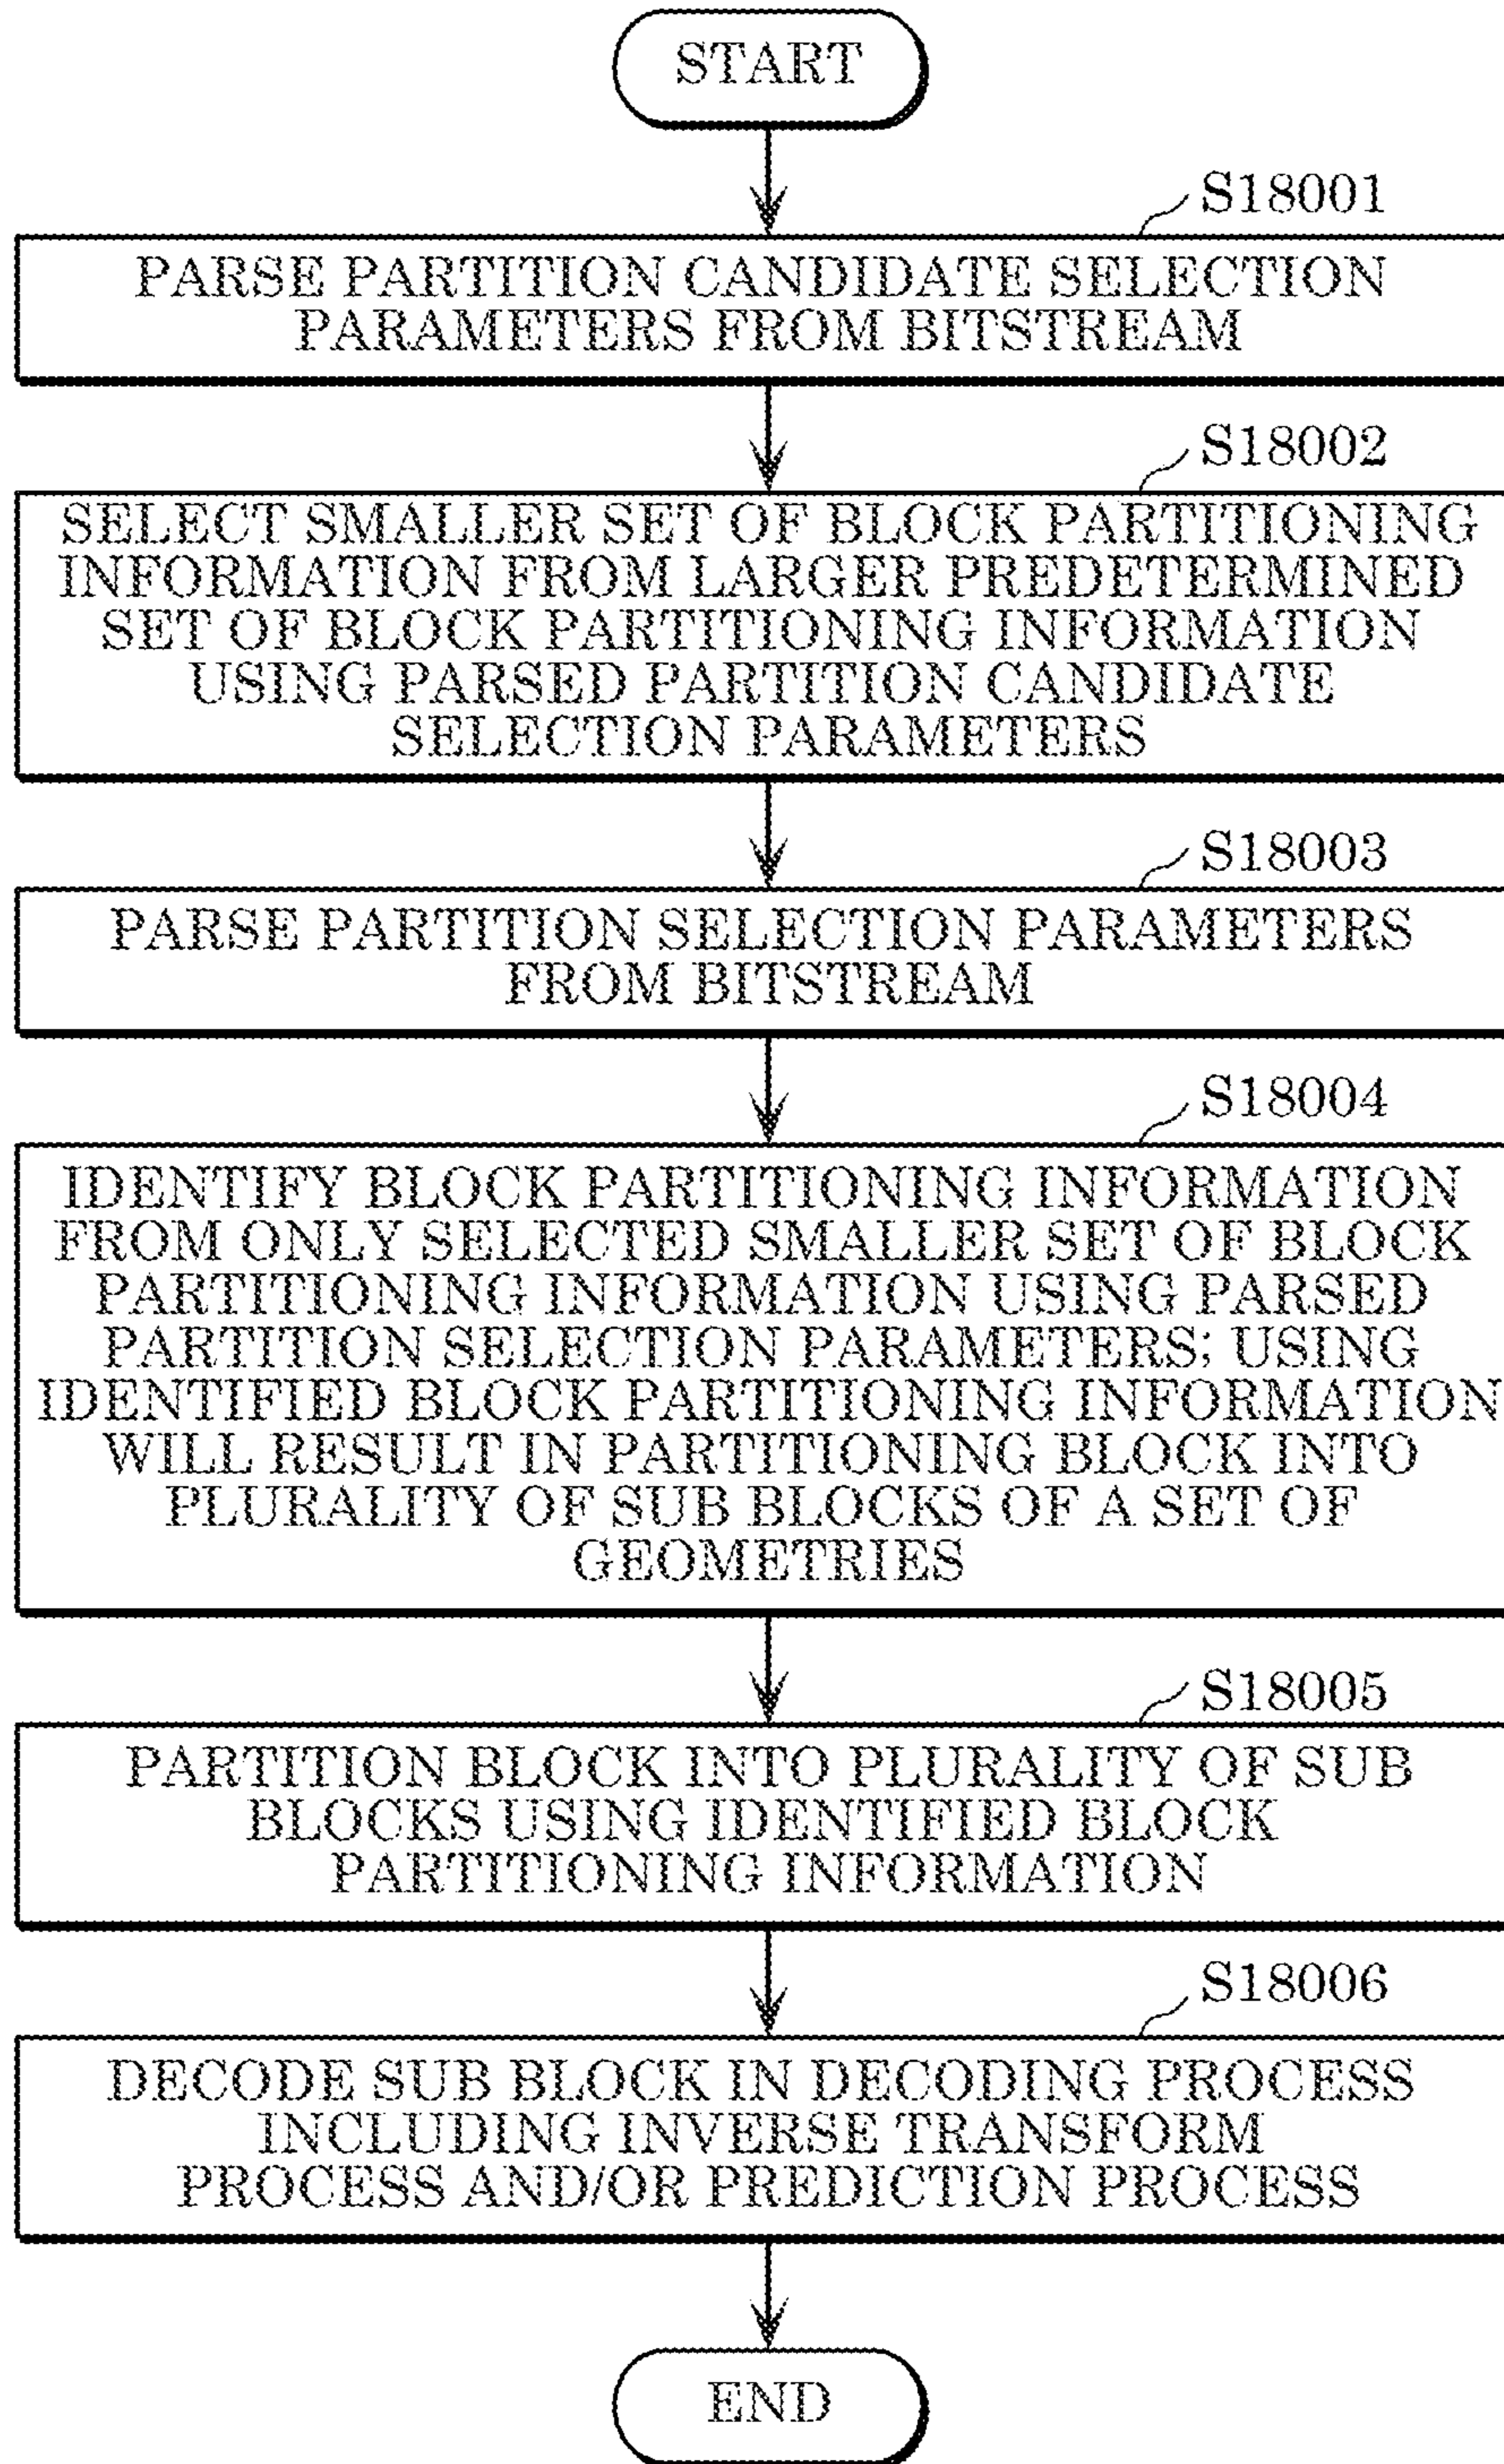 START
S18001
PARSE PARTITION CANDIDATE SELECTION
PARAMETERS FROM BITSTREAM
S18002
SELECT SMALLER SET OF BLOCK PARTITIONING
INFORMATION FROM LARGER PREDETERMINED
SET OF BLOCK PARTITIONING INFORMATION
USING PARSED PARTITION CANDIDATE
SELECTION PARAMETERS
S18003
PARSE PARTITION SELECTION PARAMETERS
FROM BITSTREAM
S18004
IDENTIFY BLOCK PARTITIONING INFORMATION
FROM ONLY SELECTED SMALLER SET OF BLOCK
PARTITIONING INFORMATION USING PARSED
PARTITION SELECTION PARAMETERS; USING
IDENTIFIED BLOCK PARTITIONING INFORMATION
WILL RESULT IN PARTITIONING BLOCK INTO
PLURALITY OF SUB BLOCKS OF A SET OF
GEOMETRIES
S18005
PARTITION BLOCK INTO PLURALITY OF SUB
BLOCKS USING IDENTIFIED BLOCK
PARTITIONING INFORMATION
S18006
DECODE SUB BLOCK IN DECODING PROCESS
INCLUDING INVERSE TRANSFORM
PROCESS AND/OR PREDICTION PROCESS
END